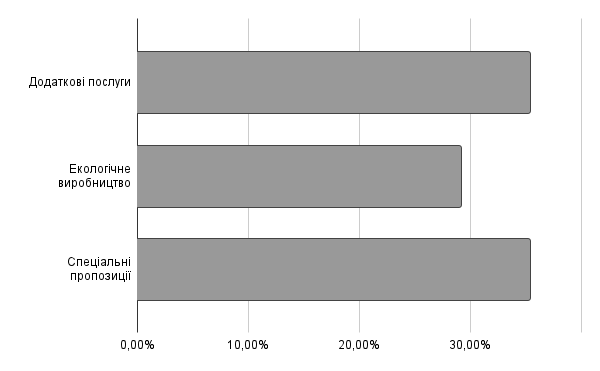 Додаткові послуги
Екологічне
виробництво
Спеціальні
пропозиції
0,00%
10,00%
20,00%
30,00%